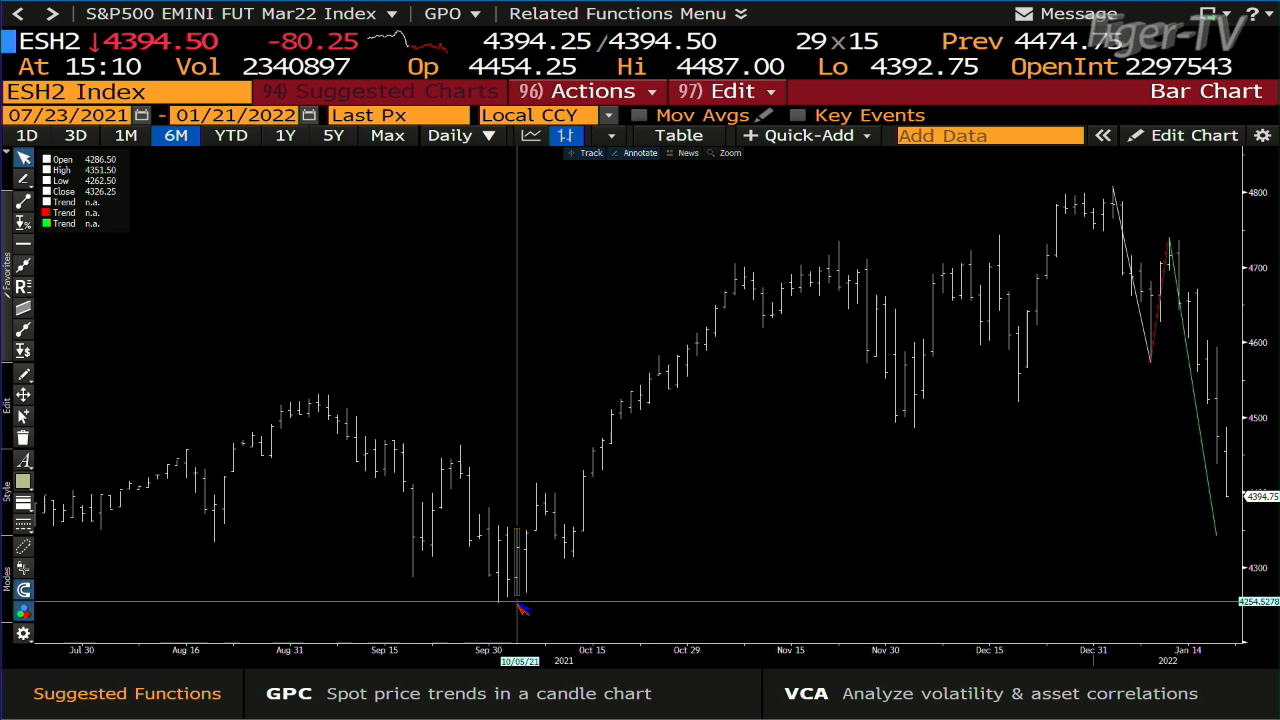 S&P500 EMINI FUT Mar22 Index GPO Related Functions Menu Message ?
ESH2 4394.50 -80.25 4394.25/4394.50 29x15 Prev 4474.75
At 15:10 Vol 2340897 Op 4454.25 Hi 4487.00 Lo 4392.75 OpenInt 2297543
ESH2 Index 94) Suggested Charts 96) Actions 97) Edit Bar Chart
07/23/2021 - 01/21/2022 Last Px Local CCY Mov Avgs Key Events
1D 3D 1M 6M YTD 1Y 5Y Max Daily Table + Quick-Add Add Data Edit Chart
Track Annotate News Zoom
Open 4286.50
High 4351.50
Low 4262.50
Close 4326.25
Trend n.a.
Trend n.a.
Trend n.a.
Favorites
Edit
Style
Modes
4800
4700
4600
4500
4394.75
4300
4254.5278
Jul 30 Aug 16 Aug 31 Sep 15 Sep 30 Oct 15 Oct 29 Nov 15 Nov 30 Dec 15 Dec 31 Jan 14
10/05/21 2021 2022
Suggested Functions GPC Spot price trends in a candle chart VCA Analyze volatility & asset correlations